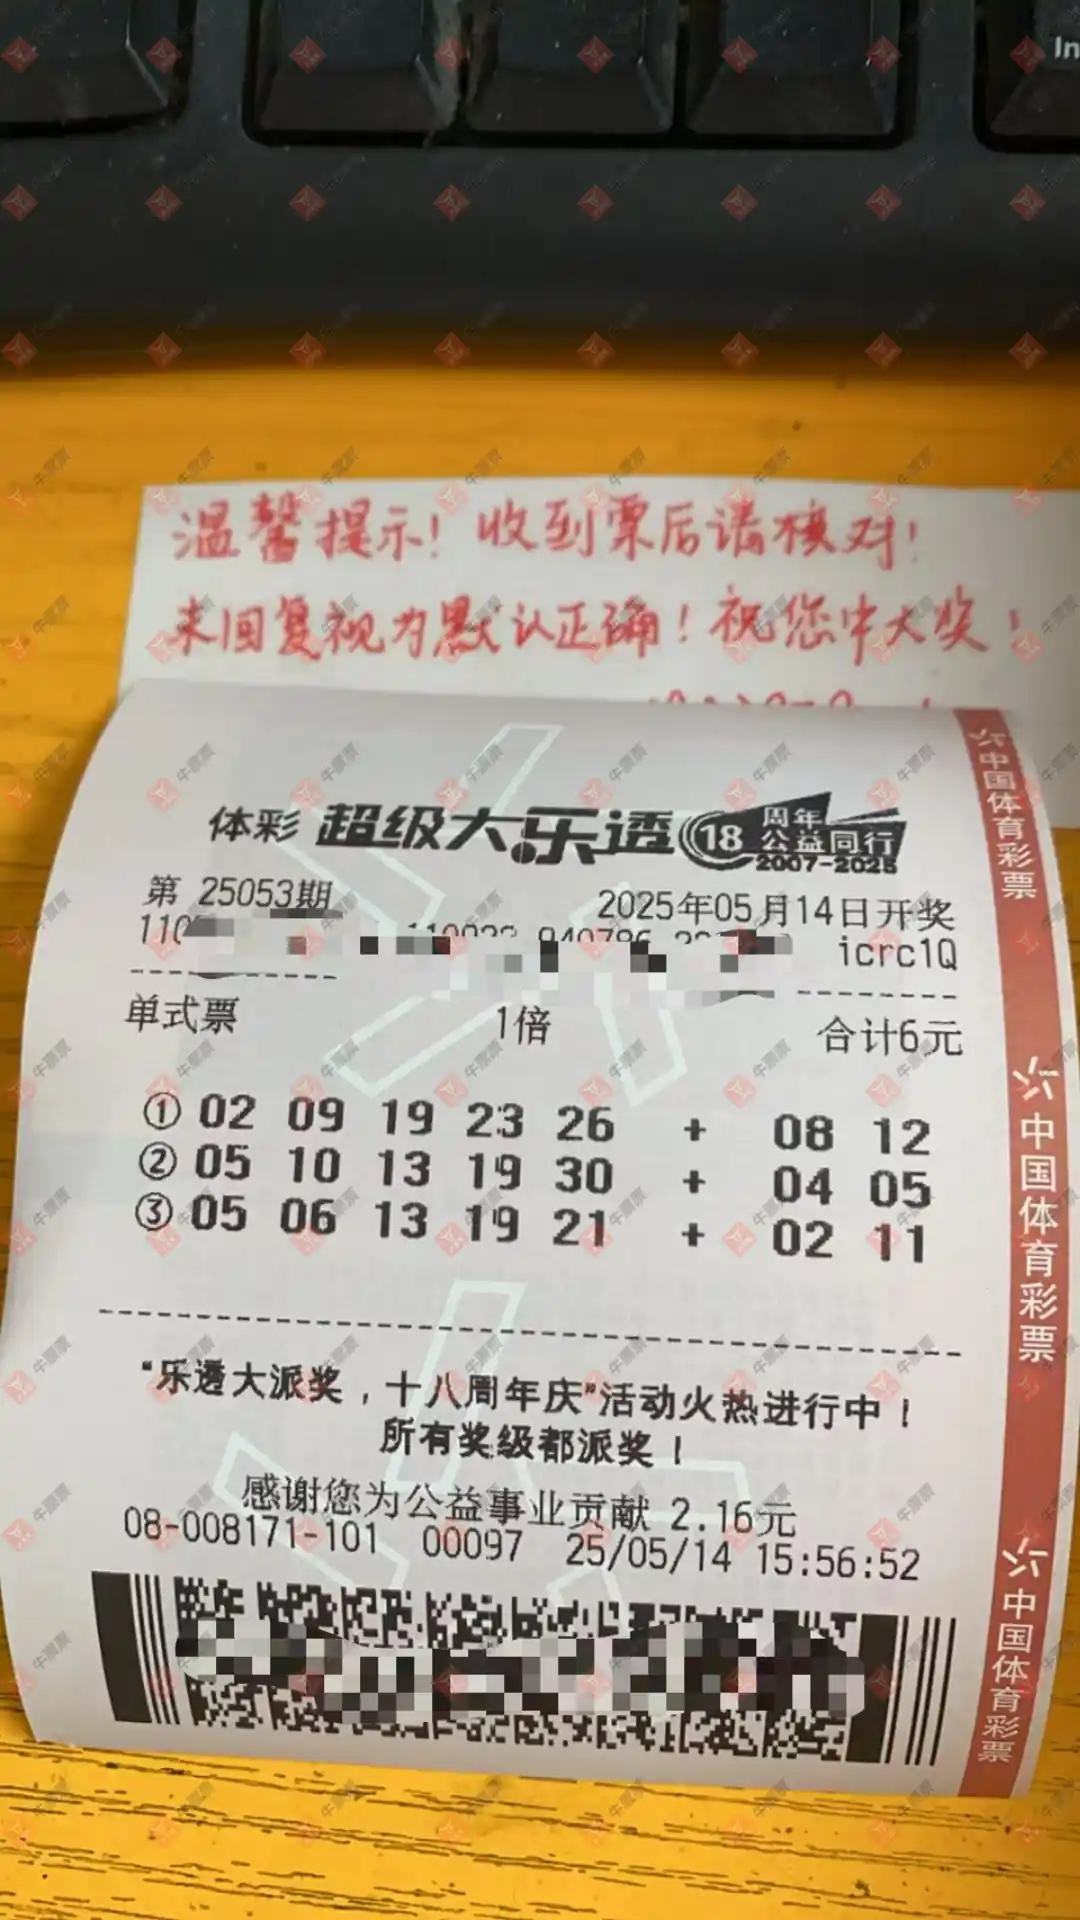 In
温馨提示！收到票后请核对！
未回复视为默认正确！祝您中大奖！
体彩 超级大乐透 18 周年 公益同行 2007-2025
第 25053期 2025年05月14日开奖
110 icrc1Q
单式票 1倍 合计6元
① 02 09 19 23 26 + 08 12
② 05 10 13 19 30 + 04 05
③ 05 06 13 19 21 + 02 11
“乐透大派奖，十八周年庆”活动火热进行中！
所有奖级都派奖！
感谢您为公益事业贡献 2.16元
08-008171-101 00097 25/05/14 15:56:52
中国体育彩票
中国体育彩票
中国体育彩票
牛票票